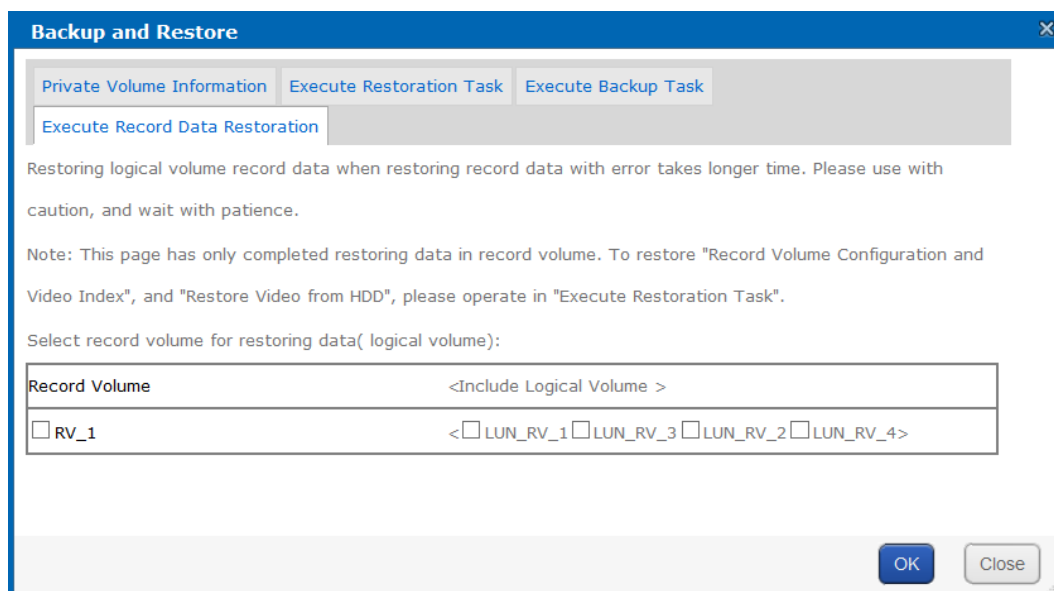 Backup and Restore
Private Volume Information Execute Restoration Task Execute Backup Task
Execute Record Data Restoration
Restoring logical volume record data when restoring record data with error takes longer time. Please use with
caution, and wait with patience.
Note: This page has only completed restoring data in record volume. To restore "Record Volume Configuration and
Video Index", and "Restore Video from HDD", please operate in "Execute Restoration Task".
Select record volume for restoring data( logical volume):
Record Volume <Include Logical Volume >
RV_1 <LUN_RV_1 LUN_RV_3 LUN_RV_2 LUN_RV_4>
OK Close